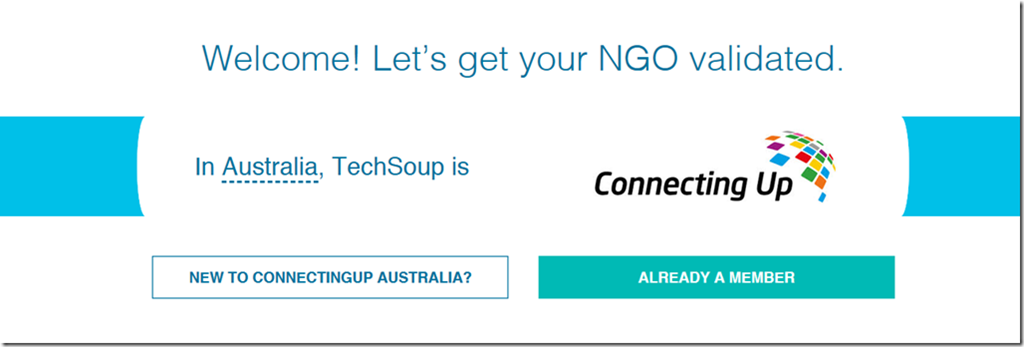 Welcome! Let's get your NGO validated.
In Australia, TechSoup is
Connecting Up
NEW TO CONNECTINGUP AUSTRALIA?
ALREADY A MEMBER